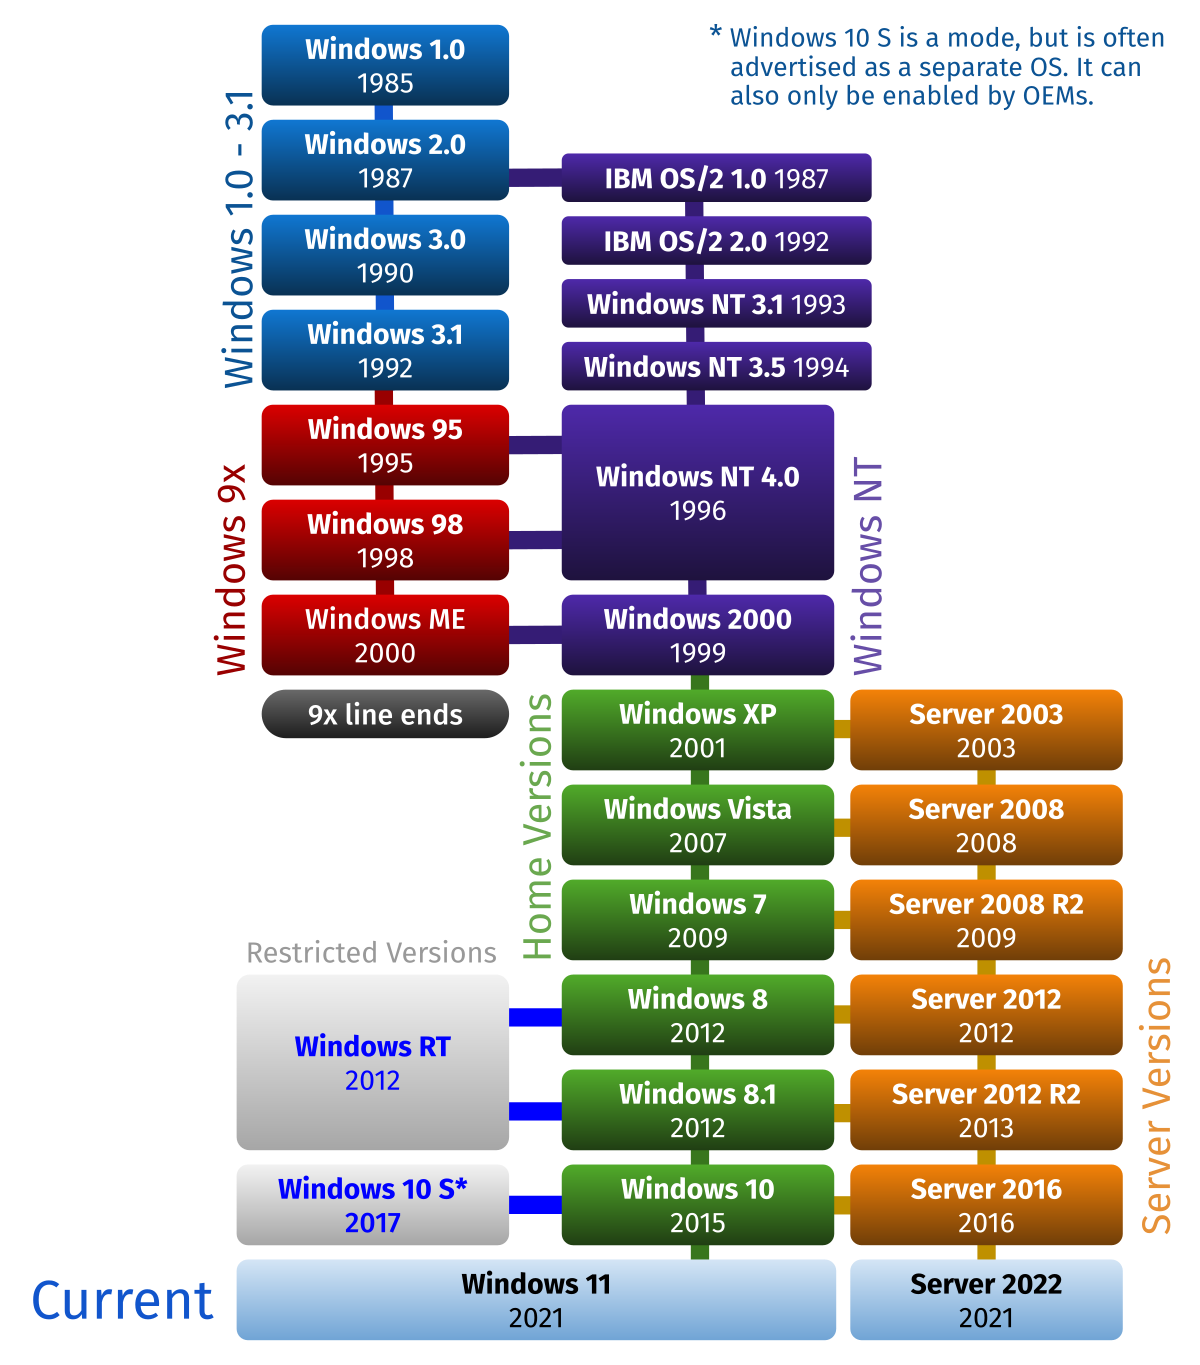 * Windows 10 S is a mode, but is often
advertised as a separate OS. It can
also only be enabled by OEMs.
Windows 1.0 - 3.1
Windows 1.0
1985
Windows 2.0
1987
Windows 3.0
1990
Windows 3.1
1992
IBM OS/2 1.0 1987
IBM OS/2 2.0 1992
Windows NT 3.1 1993
Windows NT 3.5 1994
Windows 9x
Windows 95
1995
Windows 98
1998
Windows ME
2000
9x line ends
Windows NT 4.0
1996
Windows 2000
1999
Windows NT
Home Versions
Windows XP
2001
Windows Vista
2007
Windows 7
2009
Windows 8
2012
Windows 8.1
2012
Windows 10
2015
Server 2003
2003
Server 2008
2008
Server 2008 R2
2009
Server 2012
2012
Server 2012 R2
2013
Server 2016
2016
Server Versions
Restricted Versions
Windows RT
2012
Windows 10 S*
2017
Current
Windows 11
2021
Server 2022
2021